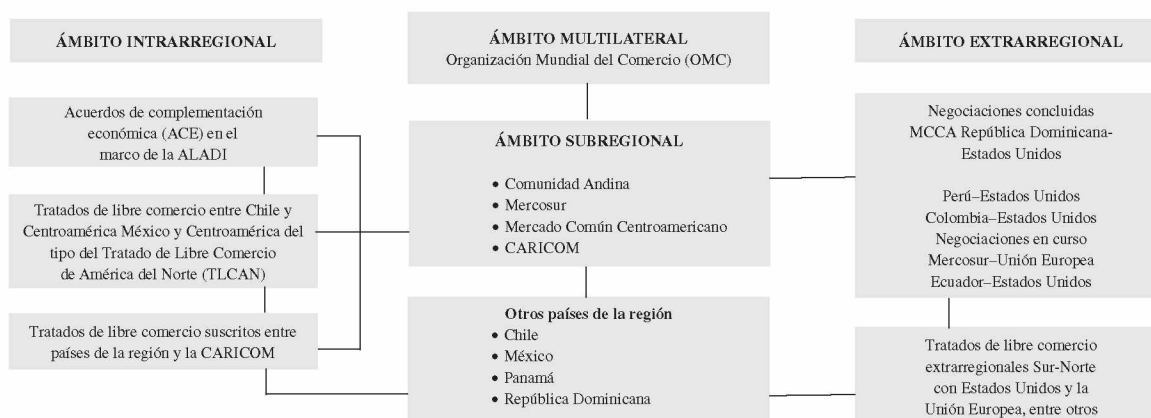 ÁMBITO INTRARREGIONAL
Acuerdos de complementación
económica (ACE) en el
marco de la ALADI
Tratados de libre comercio entre Chile y
Centroamérica México y Centroamérica del
tipo del Tratado de Libre Comercio
de América del Norte (TLCAN)
Tratados de libre comercio suscritos entre
países de la región y la CARICOM
ÁMBITO MULTILATERAL
Organización Mundial del Comercio (OMC)
ÁMBITO SUBREGIONAL
• Comunidad Andina
• Mercosur
• Mercado Común Centroamericano
• CARICOM
Otros países de la región
• Chile
• México
• Panamá
• República Dominicana
ÁMBITO EXTRARREGIONAL
Negociaciones concluidas
MCCA República Dominicana-
Estados Unidos
Perú–Estados Unidos
Colombia–Estados Unidos
Negociaciones en curso
Mercosur–Unión Europea
Ecuador–Estados Unidos
Tratados de libre comercio
extrarregionales Sur-Norte
con Estados Unidos y la
Unión Europea, entre otros